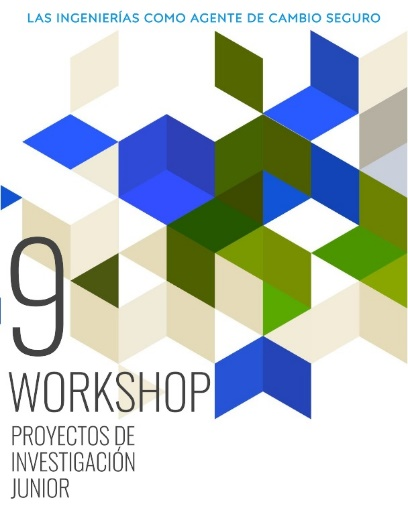 LAS INGENIERÍAS COMO AGENTE DE CAMBIO SEGURO
9
WORKSHOP
PROYECTOS DE
INVESTIGACIÓN
JUNIOR